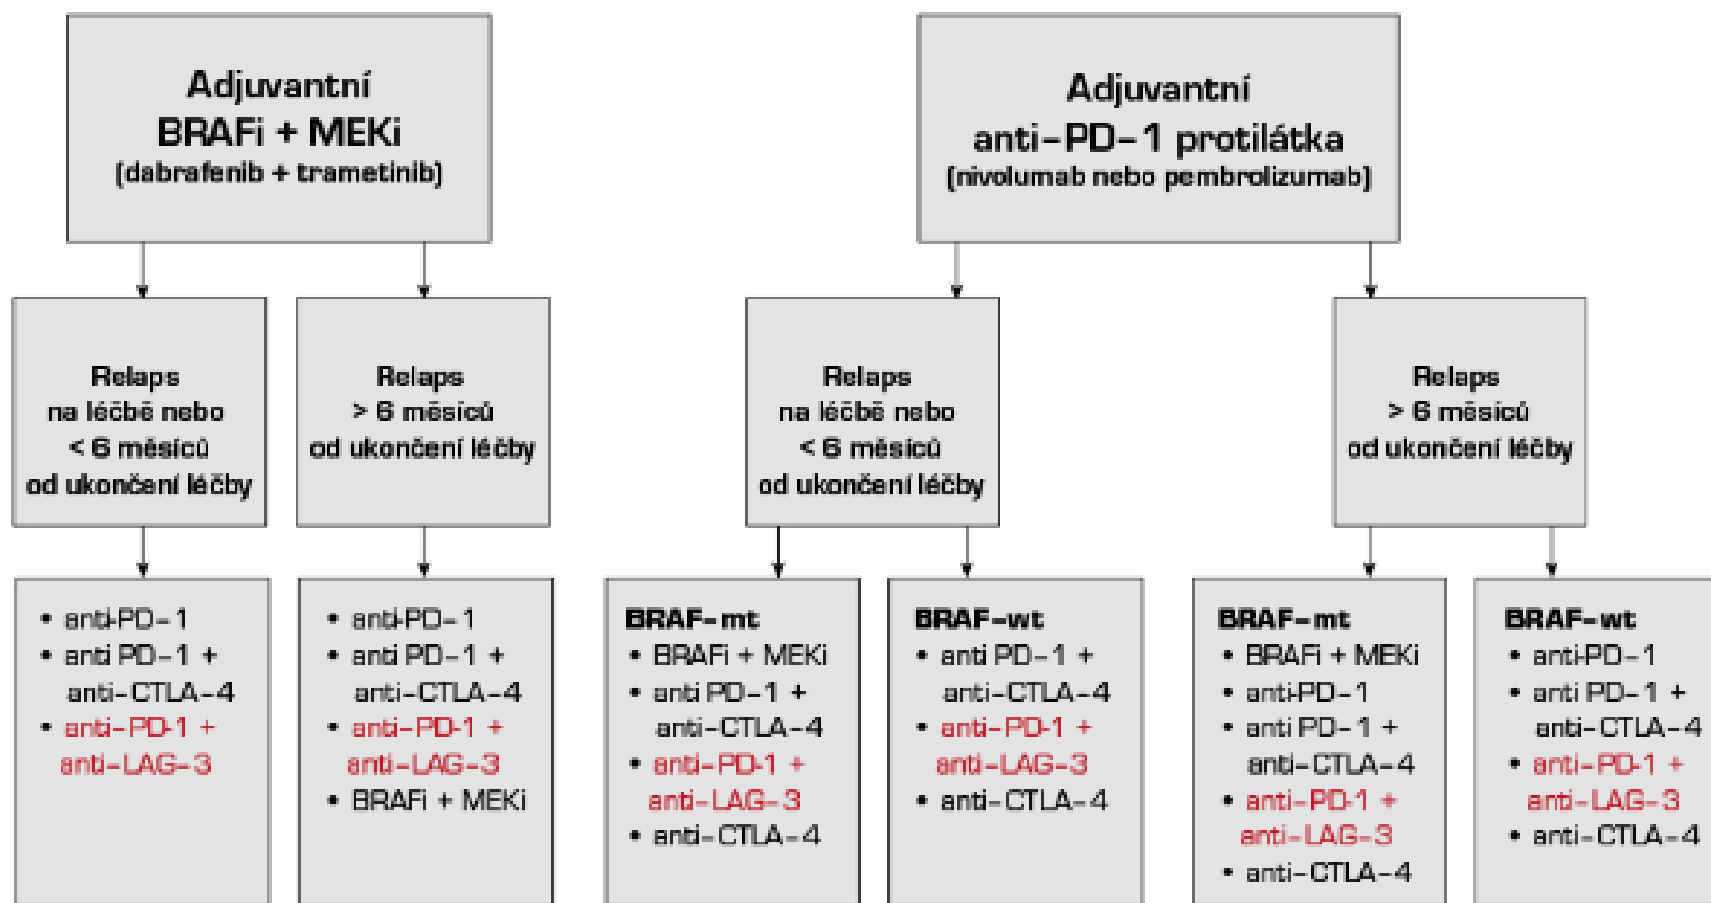 Adjuvantní
BRAFi + MEKi
(dabrafenib + trametinib)
Adjuvantní
anti-PD-1 protilátka
(nivolumab nebo pembrolizumab)
Relaps
na léčbě nebo
< 6 měsíců
od ukončení léčby
Relaps
> 6 měsíců
od ukončení léčby
Relaps
na léčbě nebo
< 6 měsíců
od ukončení léčby
Relaps
> 6 měsíců
od ukončení léčby
• anti-PD-1
• anti PD-1 +
anti-CTLA-4
• anti-PD-1 +
anti-LAG-3
• anti-PD-1
• anti PD-1 +
anti-CTLA-4
• anti-PD-1 +
anti-LAG-3
• BRAFi + MEKi
BRAF-mt
• BRAFi + MEKi
• anti PD-1 +
anti-CTLA-4
• anti-PD-1 +
anti-LAG-3
• anti-CTLA-4
BRAF-wt
• anti PD-1 +
anti-CTLA-4
• anti-PD-1 +
anti-LAG-3
• anti-CTLA-4
BRAF-mt
• BRAFi + MEKi
• anti-PD-1
• anti PD-1 +
anti-CTLA-4
• anti-PD-1 +
anti-LAG-3
• anti-CTLA-4
BRAF-wt
• anti-PD-1
• anti PD-1 +
anti-CTLA-4
• anti-PD-1 +
anti-LAG-3
• anti-CTLA-4